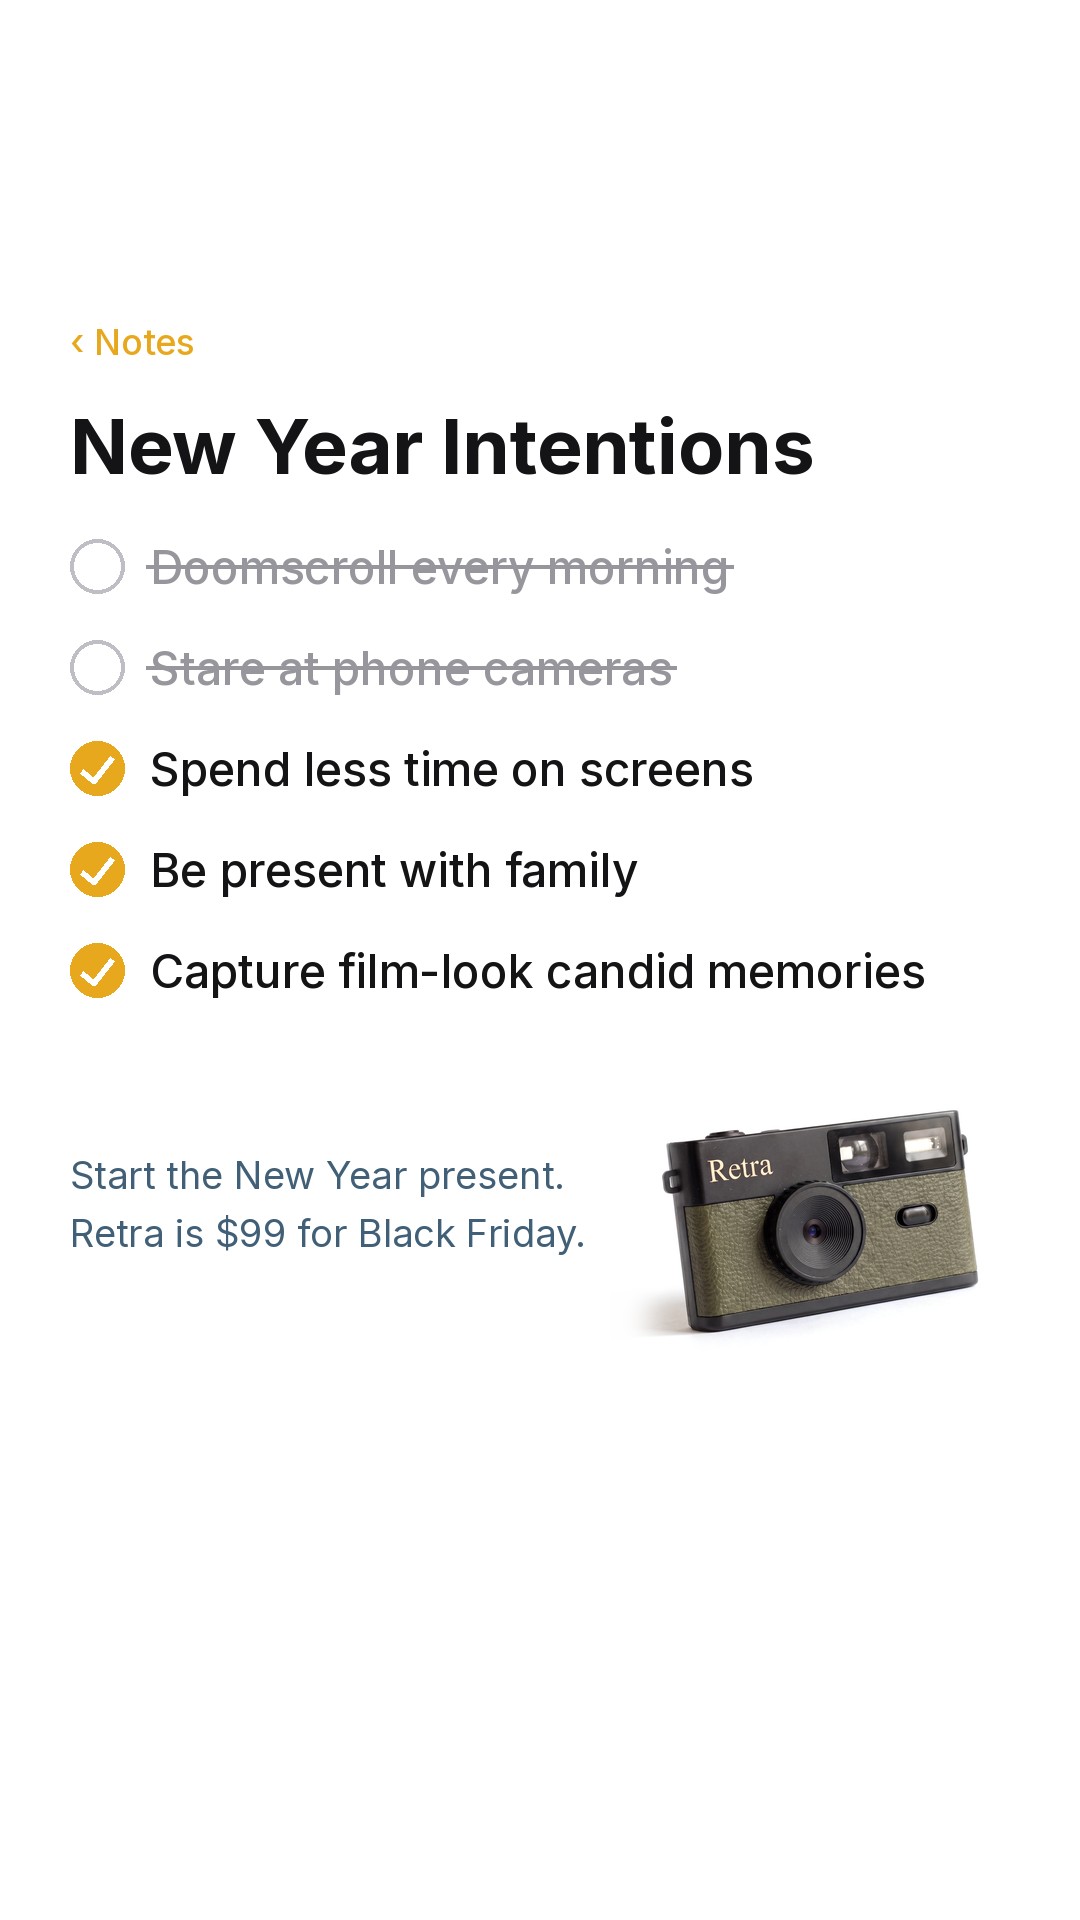 ‹ Notes
New Year Intentions
Doomscroll every morning
Stare at phone cameras
Spend less time on screens
Be present with family
Capture film-look candid memories
Retra
Start the New Year present.
Retra is $99 for Black Friday.